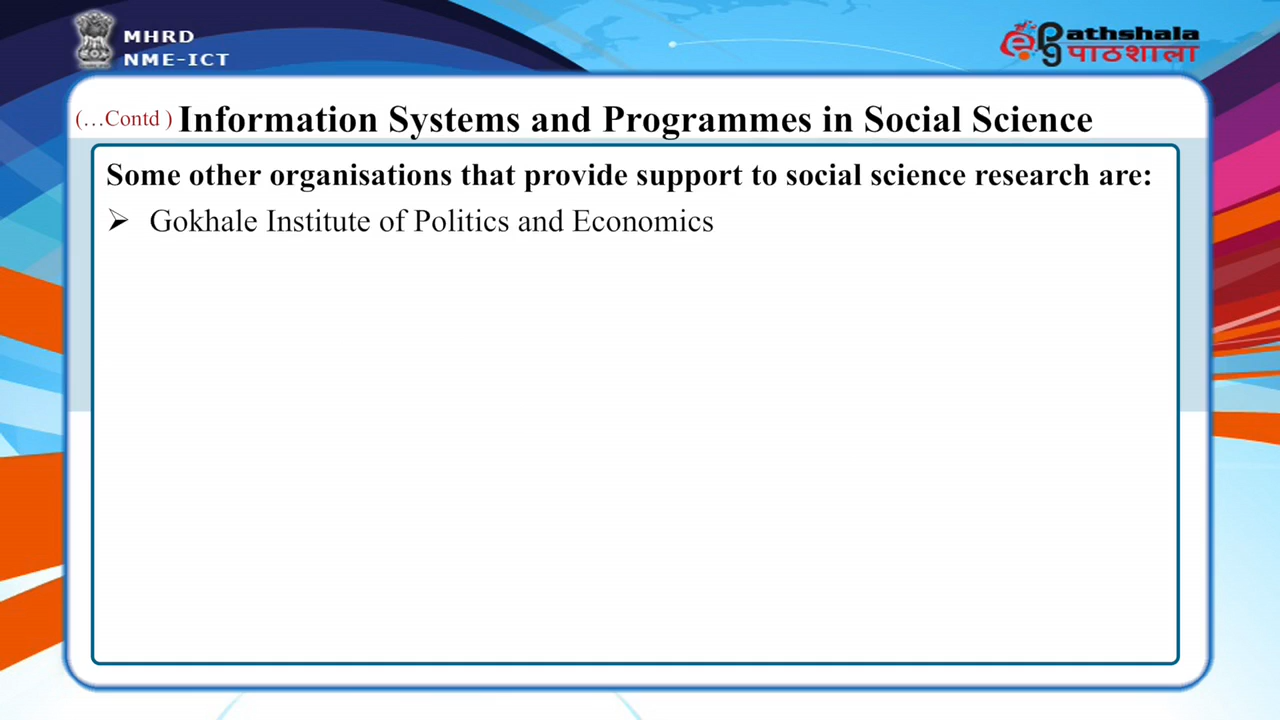 MHRD
NME-ICT
ePGathshala
पाठशाला
(…Contd ) Information Systems and Programmes in Social Science
Some other organisations that provide support to social science research are:
➢ Gokhale Institute of Politics and Economics